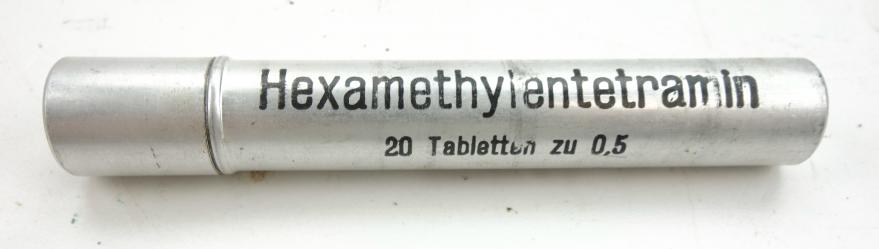 Hexamethylentetramin
20 Tabletten zu 0,5